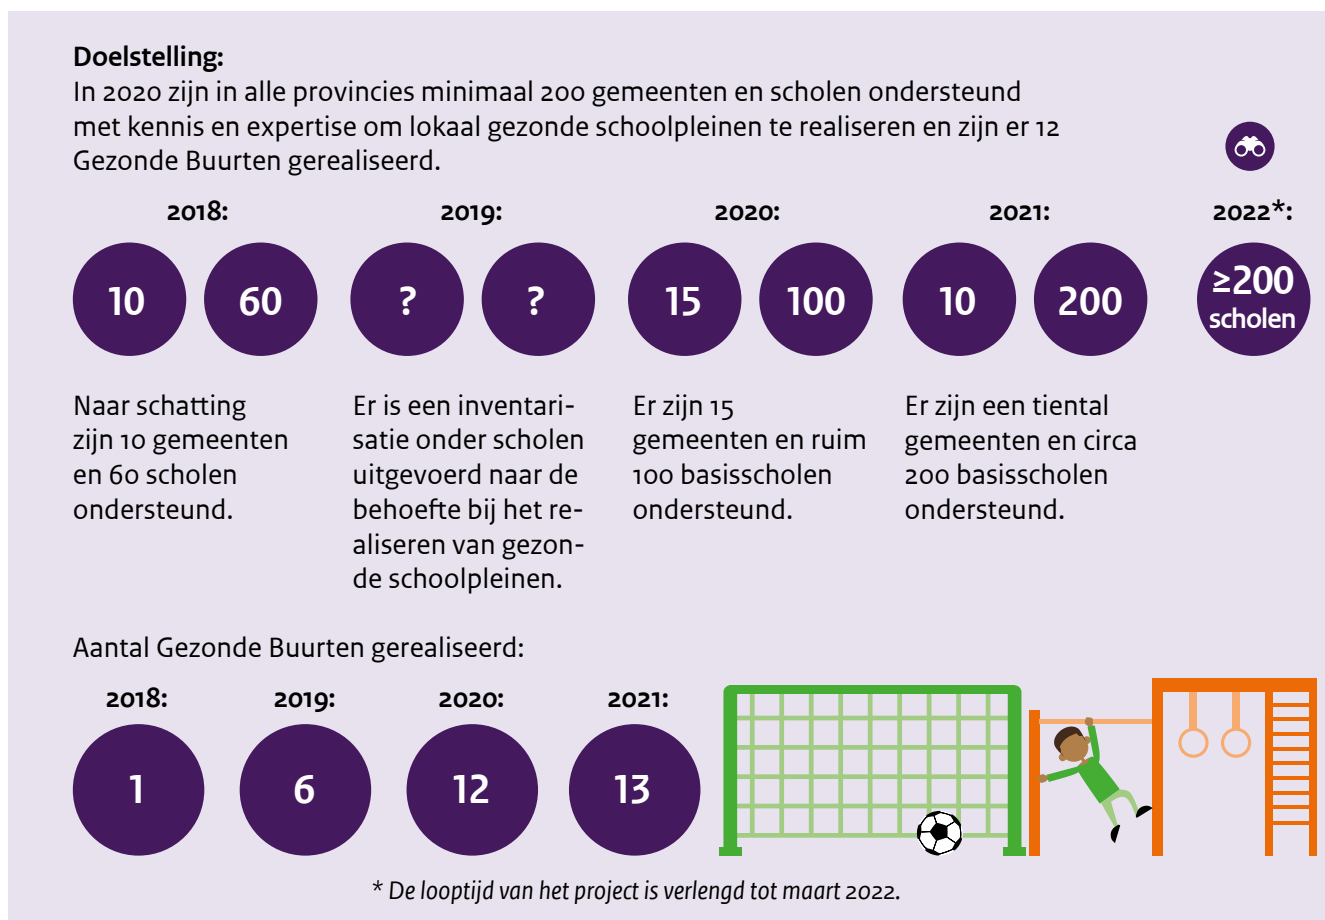 Doelstelling:
In 2020 zijn in alle provincies minimaal 200 gemeenten en scholen ondersteund
met kennis en expertise om lokaal gezonde schoolpleinen te realiseren en zijn er 12
Gezonde Buurten gerealiseerd.
2018: 2019: 2020: 2021: 2022*:
10 60 ? ? 15 100 10 200 ≥200
scholen
Naar schatting
zijn 10 gemeenten
en 60 scholen
ondersteund.
Er is een inventari-
satie onder scholen
uitgevoerd naar de
behoefte bij het re-
aliseren van gezon-
de schoolpleinen.
Er zijn 15
gemeenten en ruim
100 basisscholen
ondersteund.
Er zijn een tiental
gemeenten en circa
200 basisscholen
ondersteund.
Aantal Gezonde Buurten gerealiseerd:
2018: 2019: 2020: 2021:
1 6 12 13
* De looptijd van het project is verlengd tot maart 2022.